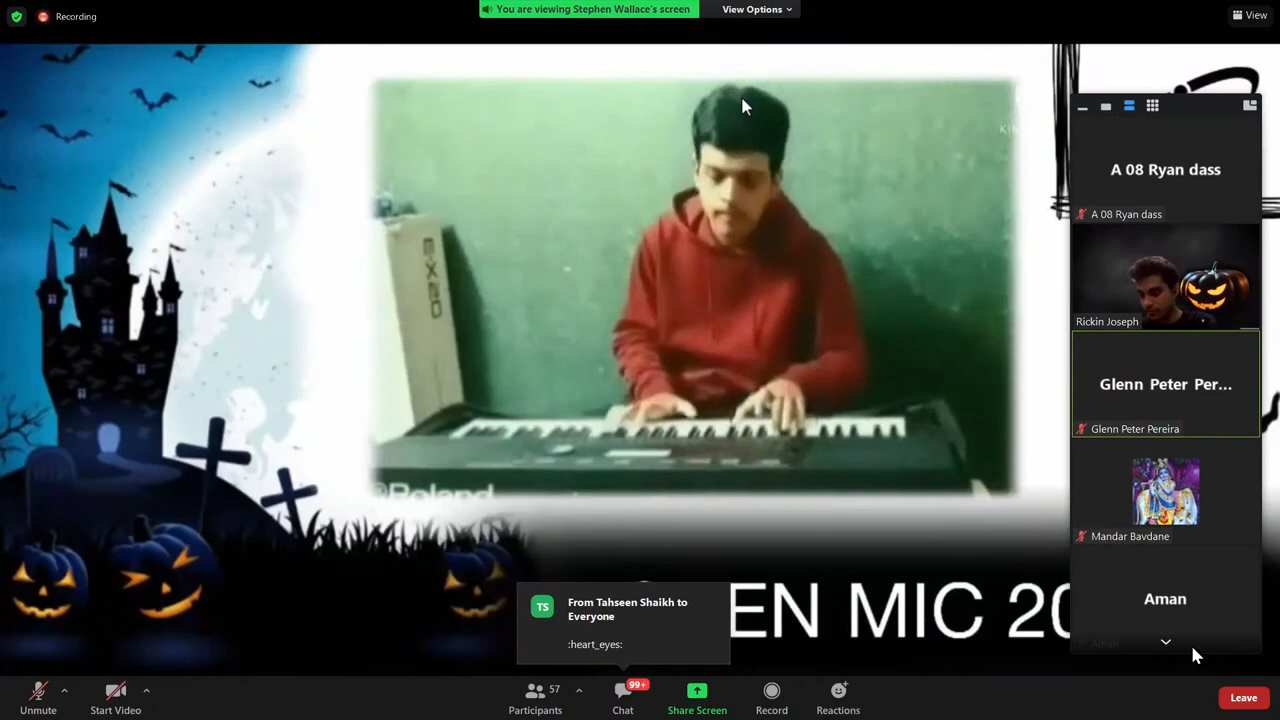 Recording
You are viewing Stephen Wallace's screen
View Options
View
KIN
A 08 Ryan dass
A 08 Ryan dass
E-X20
Rickin Joseph
Glenn Peter Per...
Glenn Peter Pereira
Roland
Mandar Bavdane
Aman
EN MIC 20
TS
From Tahseen Shaikh to
Everyone
:heart_eyes:
Unmute
Start Video
57
Participants
99+
Chat
Share Screen
Record
Reactions
Leave